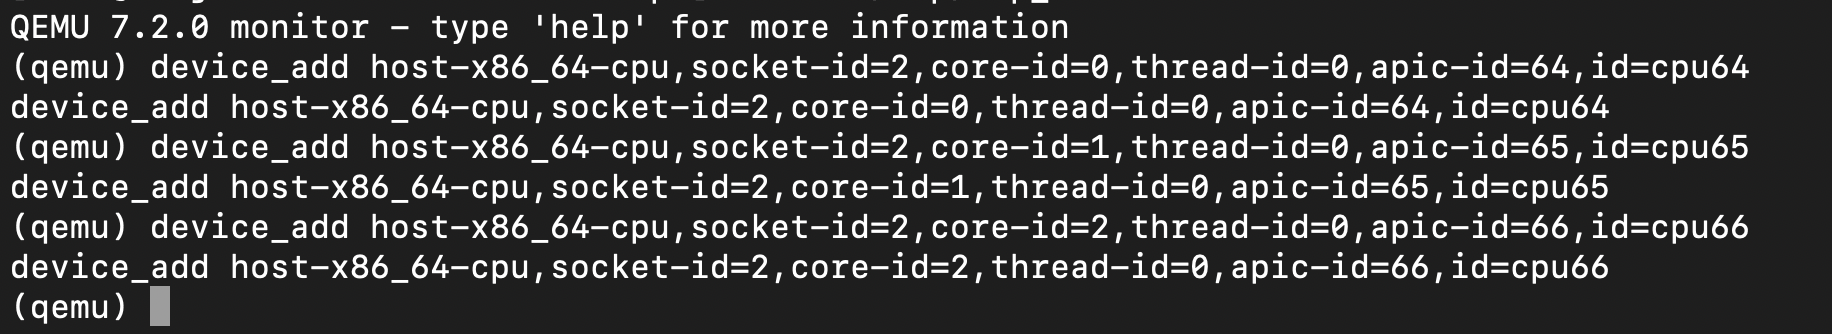 QEMU 7.2.0 monitor - type 'help' for more information
(qemu) device_add host-x86_64-cpu,socket-id=2,core-id=0,thread-id=0,apic-id=64,id=cpu64
device_add host-x86_64-cpu,socket-id=2,core-id=0,thread-id=0,apic-id=64,id=cpu64
(qemu) device_add host-x86_64-cpu,socket-id=2,core-id=1,thread-id=0,apic-id=65,id=cpu65
device_add host-x86_64-cpu,socket-id=2,core-id=1,thread-id=0,apic-id=65,id=cpu65
(qemu) device_add host-x86_64-cpu,socket-id=2,core-id=2,thread-id=0,apic-id=66,id=cpu66
device_add host-x86_64-cpu,socket-id=2,core-id=2,thread-id=0,apic-id=66,id=cpu66
(qemu)